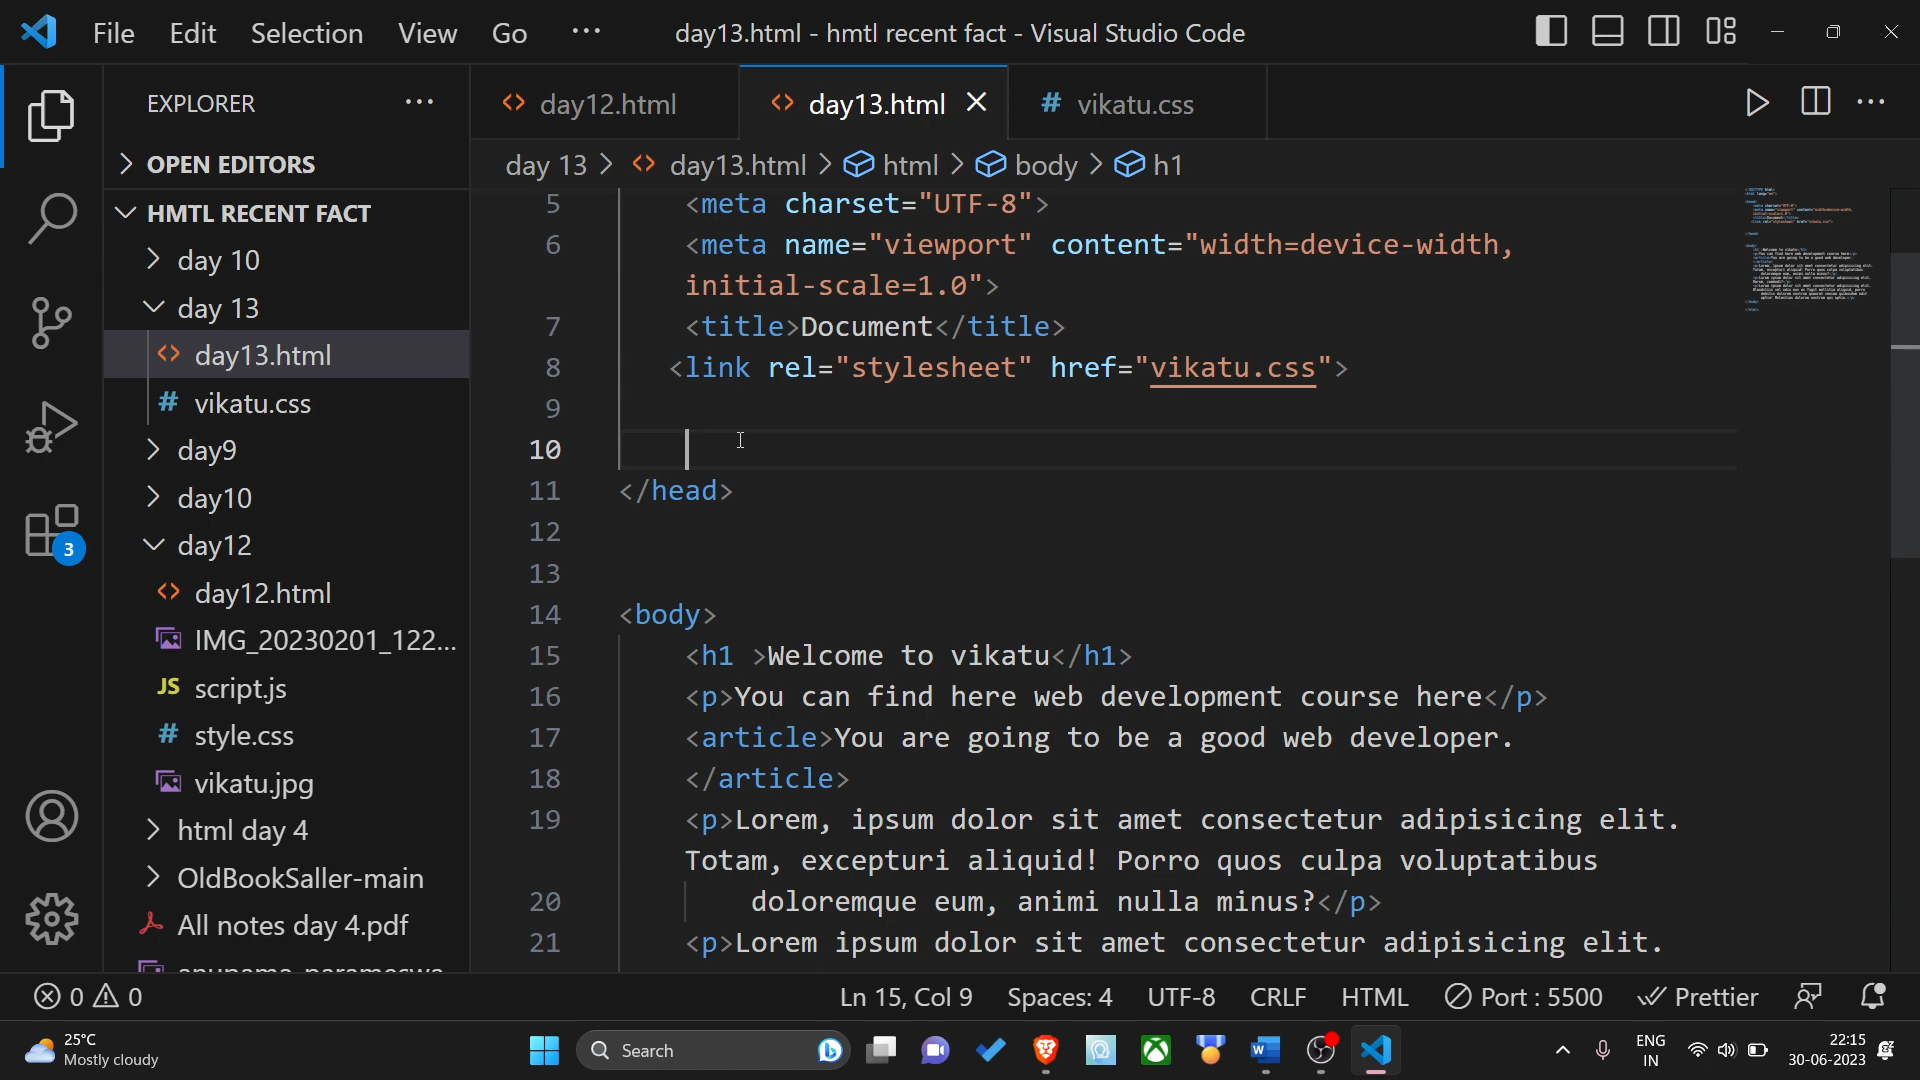 File Edit Selection View Go ··· day13.html - hmtl recent fact - Visual Studio Code
EXPLORER ···
OPEN EDITORS
HMTL RECENT FACT
day 10
day 13
day13.html
vikatu.css
day9
day10
day12
day12.html
IMG_20230201_122...
JS script.js
# style.css
vikatu.jpg
html day 4
OldBookSaller-main
All notes day 4.pdf
day12.html day13.html # vikatu.css
day 13 > day13.html > html > body > h1
5 <meta charset="UTF-8">
6 <meta name="viewport" content="width=device-width,
initial-scale=1.0">
7 <title>Document</title>
8 <link rel="stylesheet" href="vikatu.css">
9
10
11 </head>
12
13
14 <body>
15 <h1 >Welcome to vikatu</h1>
16 <p>You can find here web development course here</p>
17 <article>You are going to be a good web developer.
18 </article>
19 <p>Lorem, ipsum dolor sit amet consectetur adipisicing elit.
Totam, excepturi aliquid! Porro quos culpa voluptatibus
20 doloremque eum, animi nulla minus?</p>
21 <p>Lorem ipsum dolor sit amet consectetur adipisicing elit.
3
0 0 Ln 15, Col 9 Spaces: 4 UTF-8 CRLF HTML Port : 5500 Prettier
25°C
Mostly cloudy
Search
ENG
IN
22:15
30-06-2023